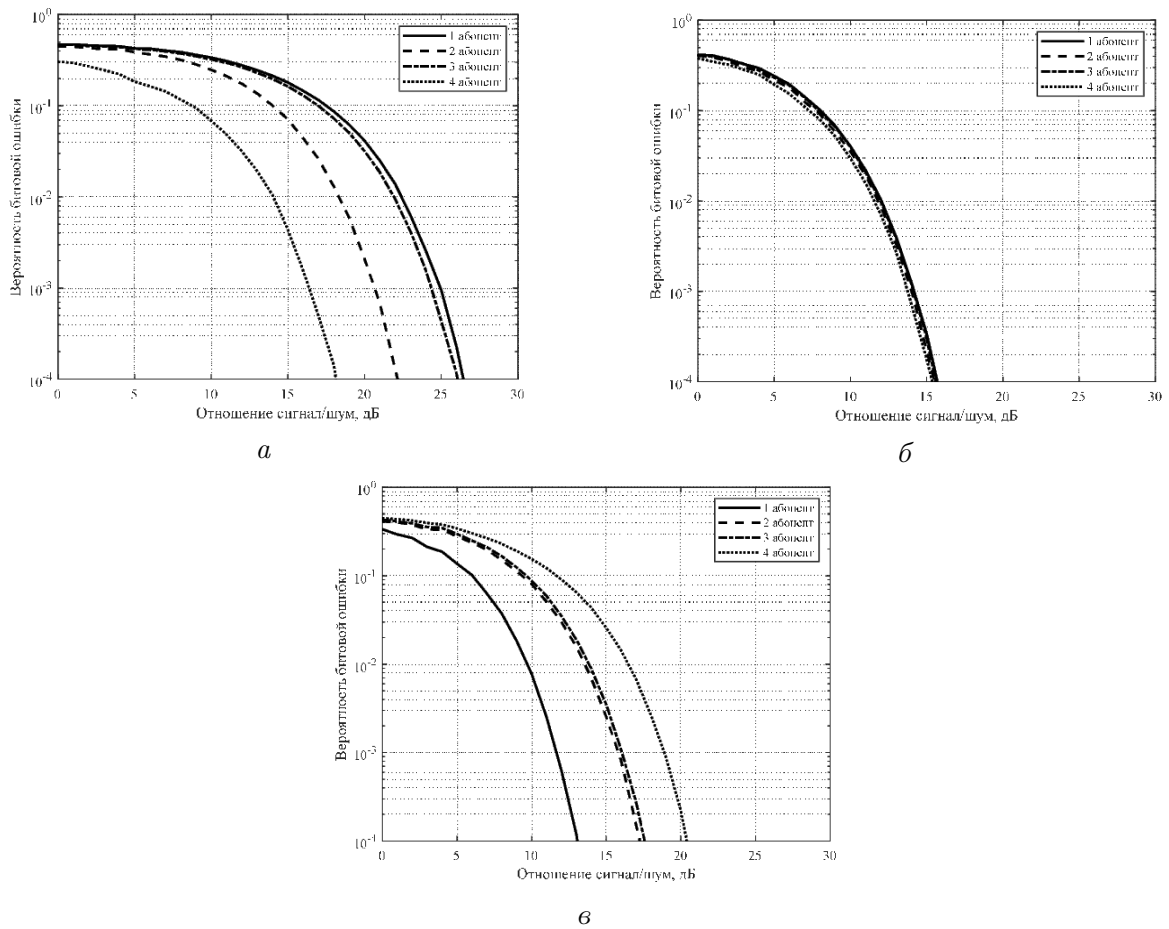 10^0
10^-1
10^-2
10^-3
10^-4
Вероятность битовой ошибки
1 абонент
2 абонент
3 абонент
4 абонент
0 5 10 15 20 25 30
Отношение сигнал/шум, дБ
а
10^0
10^-1
10^-2
10^-3
10^-4
Вероятность битовой ошибки
1 абонент
2 абонент
3 абонент
4 абонент
0 5 10 15 20 25 30
Отношение сигнал/шум, дБ
б
10^0
10^-1
10^-2
10^-3
10^-4
Вероятность битовой ошибки
1 абонент
2 абонент
3 абонент
4 абонент
0 5 10 15 20 25 30
Отношение сигнал/шум, дБ
в